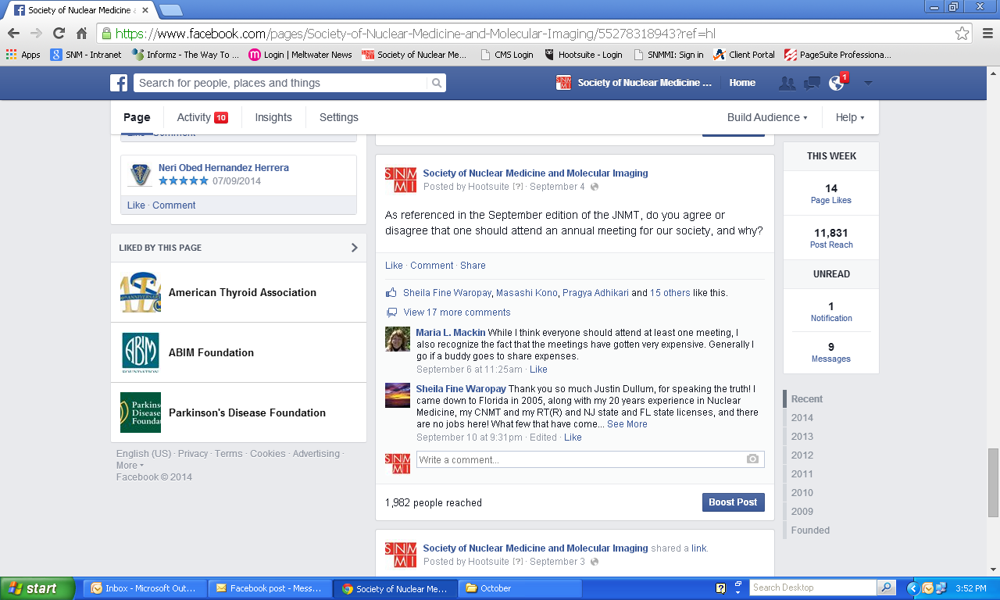 Society of Nuclear Medicine a
https://www.facebook.com/pages/Society-of-Nuclear-Medicine-and-Molecular-Imaging/55278318943?ref=hl
Apps SNM - Intranet Informz - The Way To ... Login | Meltwater News Society of Nuclear Me... CMS Login Hootsuite - Login SNMMI: Sign in Client Portal PageSuite Professiona...
Search for people, places and things
Society of Nuclear Medicine ... Home 1
Page Activity 10 Insights Settings Build Audience Help
Like · Comment
Neri Obed Hernandez Herrera
07/09/2014
Like · Comment
LIKED BY THIS PAGE
American Thyroid Association
ABIM
FOUNDATION
ABIM Foundation
Parkinson's Disease Foundation
English (US) · Privacy · Terms · Cookies · Advertising ·
More
Facebook © 2014
SNMMI
Society of Nuclear Medicine and Molecular Imaging
Posted by Hootsuite [?] · September 4
As referenced in the September edition of the JNMT, do you agree or
disagree that one should attend an annual meeting for our society, and why?
Like · Comment · Share
Sheila Fine Waropay, Masashi Kono, Pragya Adhikari and 15 others like this.
View 17 more comments
Maria L. Mackin While I think everyone should attend at least one meeting, I
also recognize the fact that the meetings have gotten very expensive. Generally I
go if a buddy goes to share expenses.
September 6 at 11:25am · Like
Sheila Fine Waropay Thank you so much Justin Dullum, for speaking the truth! I
came down to Florida in 2005, along with my 20 years experience in Nuclear
Medicine, my CNMT and my RT(R) and NJ state and FL state licenses, and there
are no jobs here! What few that have come... See More
September 10 at 9:31pm · Edited · Like
SNMMI
Write a comment...
1,982 people reached
Boost Post
SNMMI
Society of Nuclear Medicine and Molecular Imaging shared a link.
Posted by Hootsuite [?] · September 3
THIS WEEK
14
Page Likes
11,831
Post Reach
UNREAD
1
Notification
9
Messages
Recent
2014
2013
2012
2011
2010
2009
Founded
start Inbox - Microsoft Out... Facebook post - Mess... Society of Nuclear Me... October Search Desktop 3:52 PM